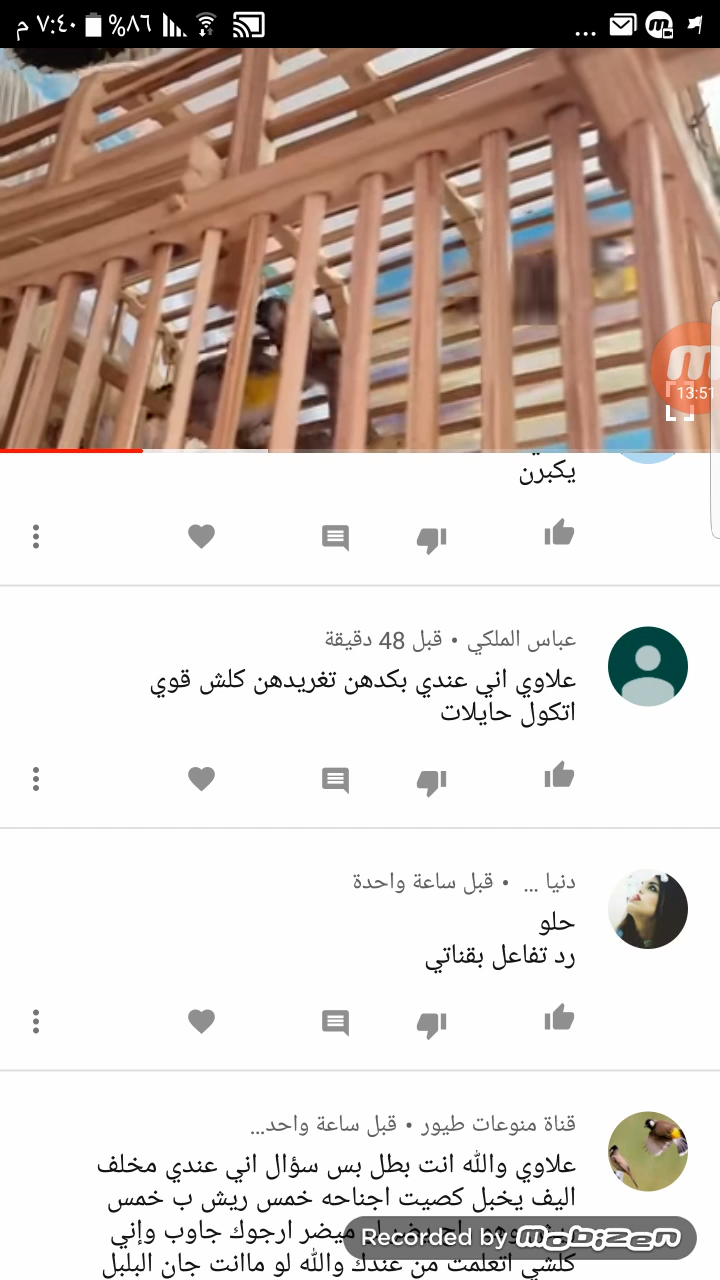 م ٧:٤٠ %٨٦
13:51
يكبرن
عباس الملكي • قبل 48 دقيقة
علاوي اني عندي بكدهن تغريدهن كلش قوي
اتكول حايلات
دنيا ... • قبل ساعة واحدة
حلو
رد تفاعل بقناتي
قناة منوعات طيور • قبل ساعة واحد...
علاوي والله انت بطل بس سؤال اني عندي مخلف
اليف يخبل كصيت اجناحه خمس ريش ب خمس
ميضر ارجوك جاوب وإني
كلشي اتعلمت من عندك والله لو ماانت جان البلبل
Recorded by mobizen